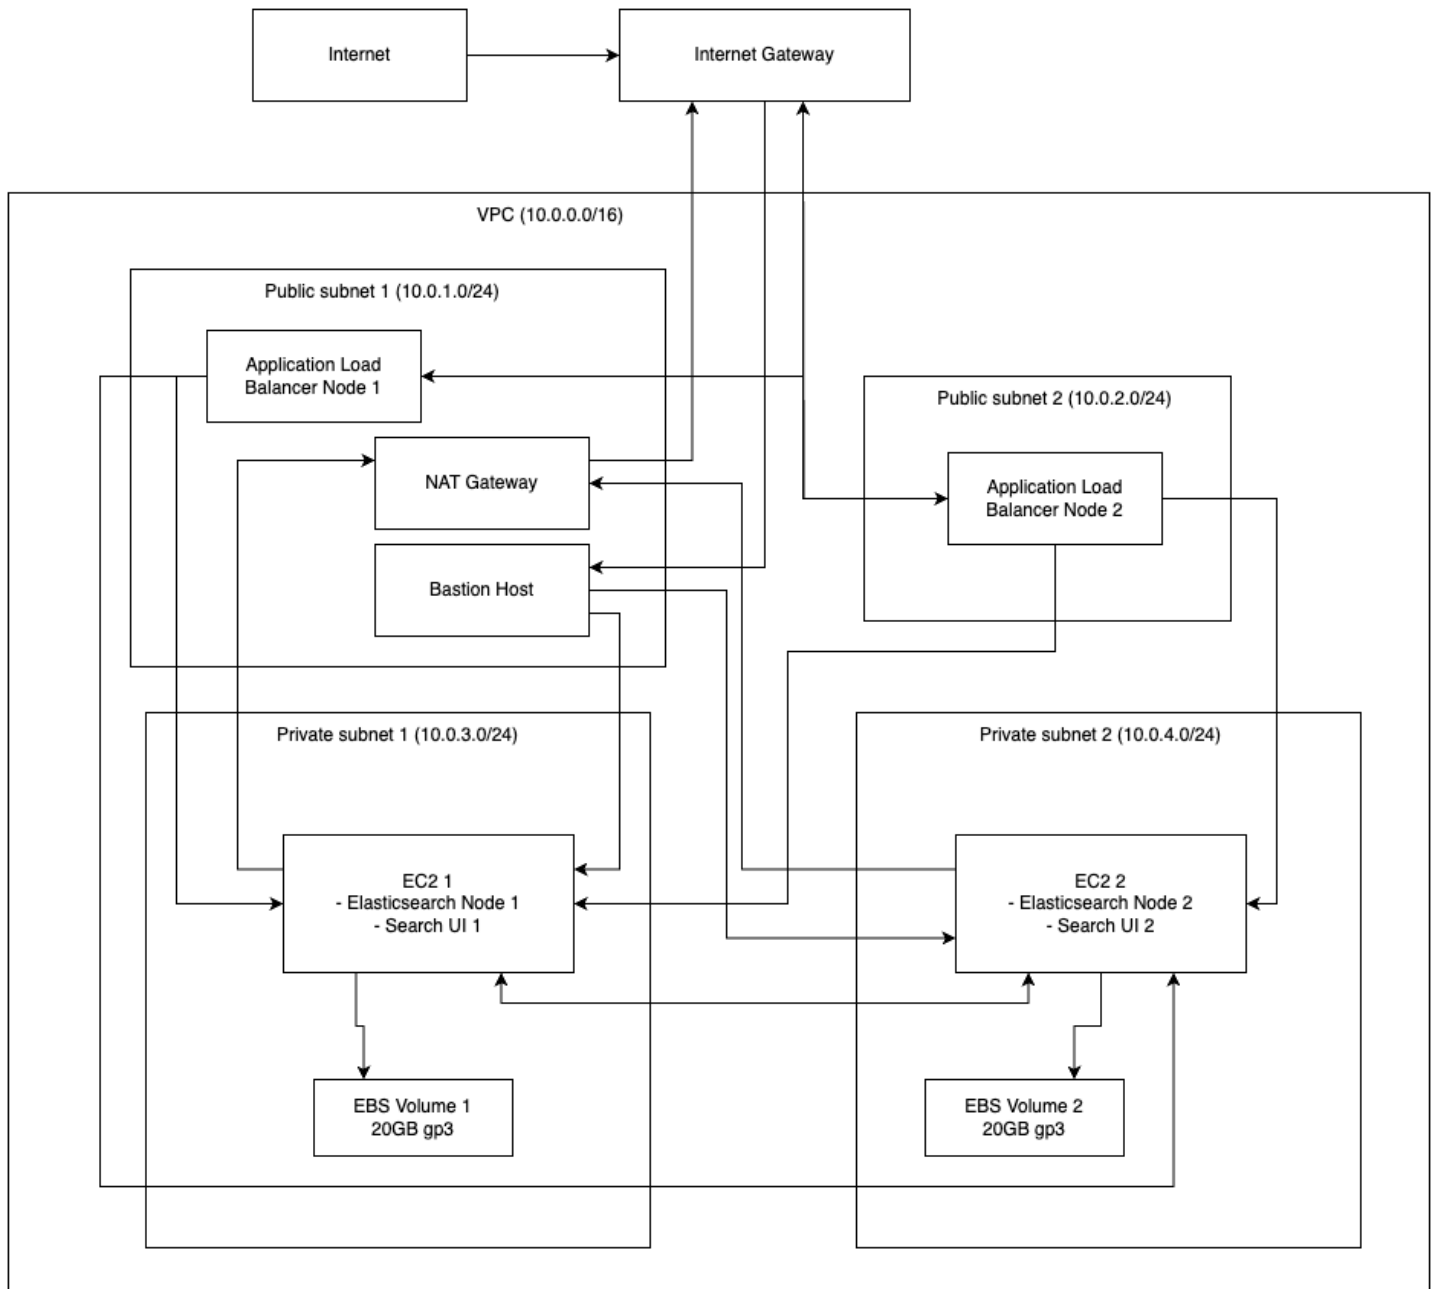 Internet
Internet Gateway
VPC (10.0.0.0/16)
Public subnet 1 (10.0.1.0/24)
Application Load
Balancer Node 1
Public subnet 2 (10.0.2.0/24)
NAT Gateway
Application Load
Balancer Node 2
Bastion Host
Private subnet 1 (10.0.3.0/24)
Private subnet 2 (10.0.4.0/24)
EC2 1
- Elasticsearch Node 1
- Search UI 1
EC2 2
- Elasticsearch Node 2
- Search UI 2
EBS Volume 1
20GB gp3
EBS Volume 2
20GB gp3